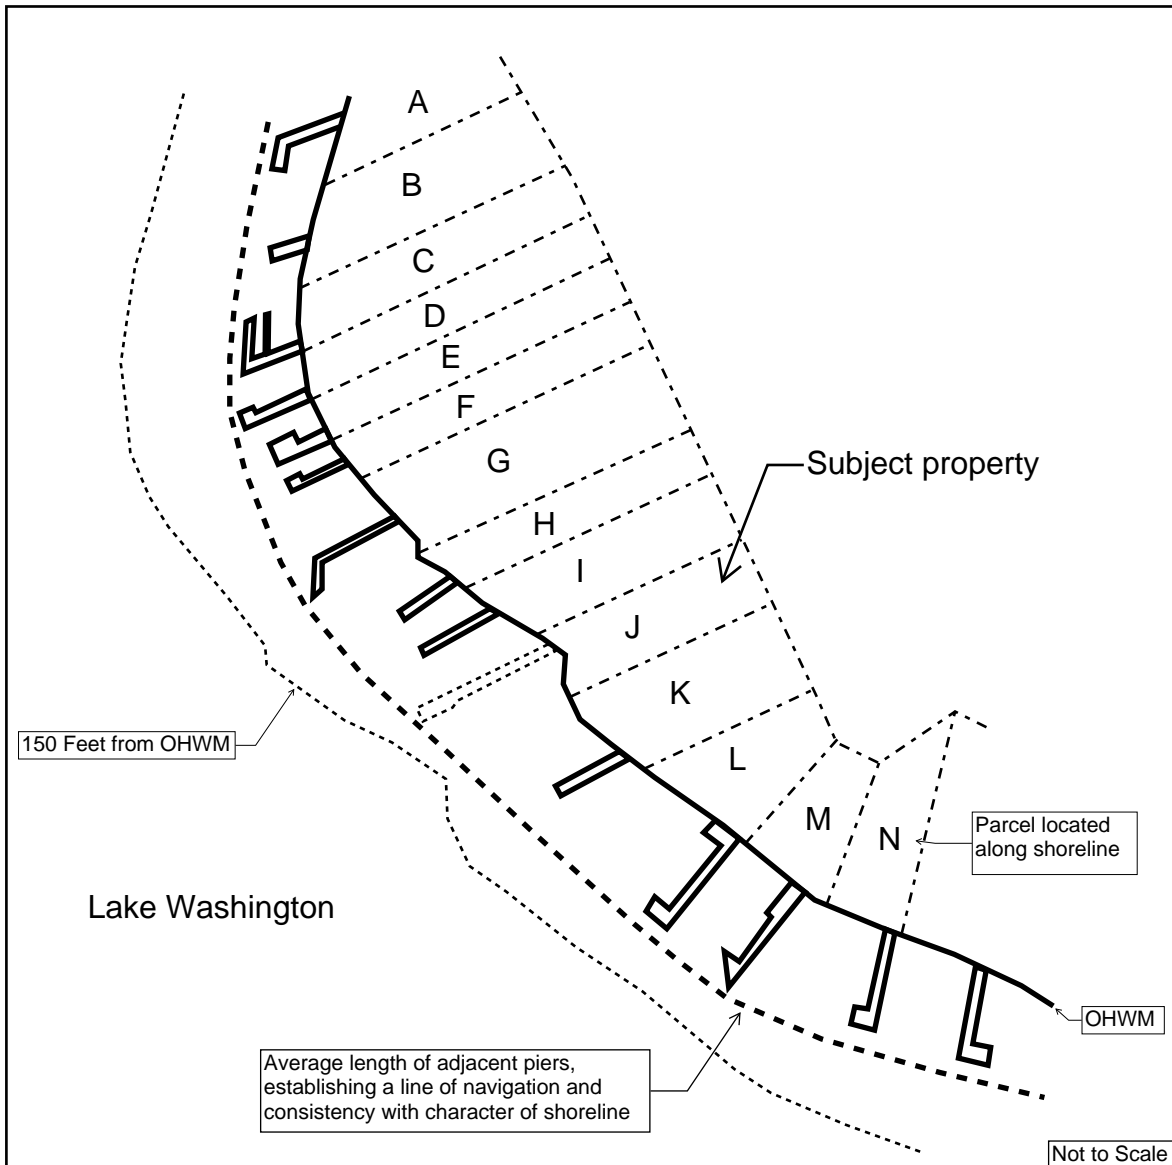 A
B
C
D
E
F
G
Subject property
H
I
J
K
150 Feet from OHWM
L
M
N
Parcel located
along shoreline
Lake Washington
OHWM
Average length of adjacent piers,
establishing a line of navigation and
consistency with character of shoreline
Not to Scale